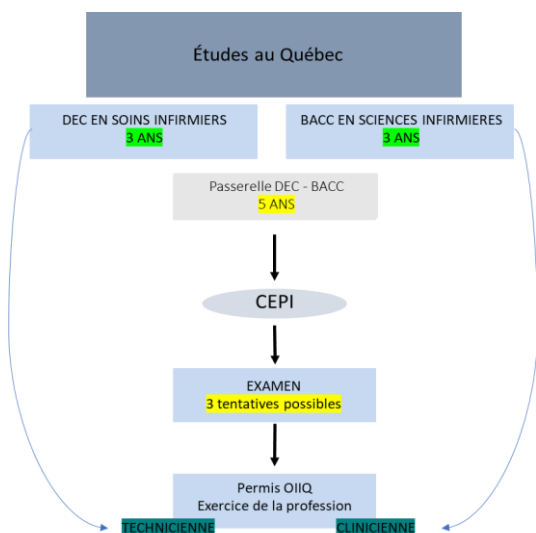 Études au Québec
DEC EN SOINS INFIRMIERS
3 ANS
BACC EN SCIENCES INFIRMIERES
3 ANS
Passerelle DEC - BACC
5 ANS
CEPI
EXAMEN
3 tentatives possibles
Permis OIIQ
Exercice de la profession
TECHNICIENNE
CLINICIENNE